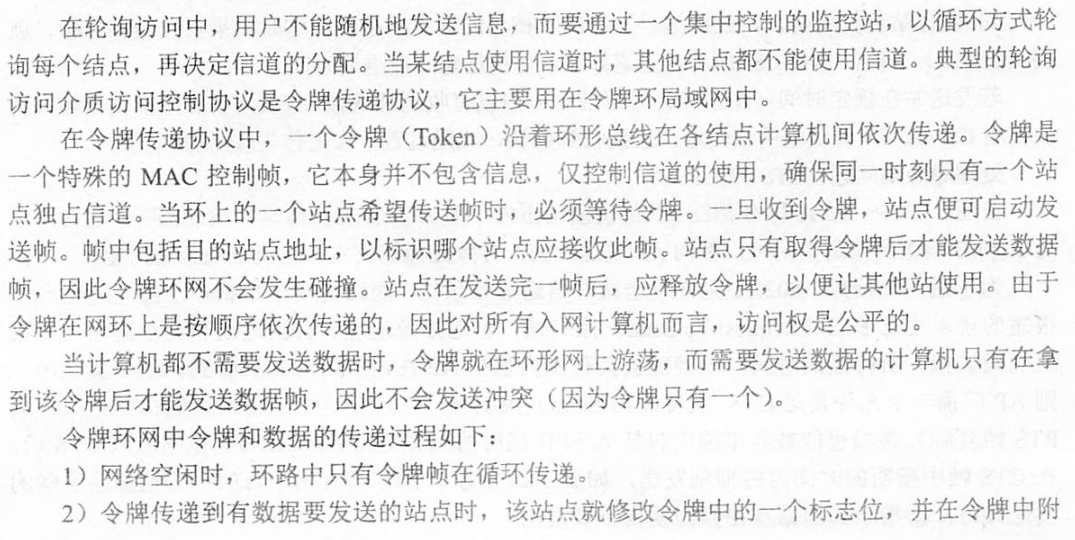 在轮询访问中，用户不能随机地发送信息，而要通过一个集中控制的监控站，以循环方式轮
询每个结点，再决定信道的分配。当某结点使用信道时，其他结点都不能使用信道。典型的轮询
访问介质访问控制协议是令牌传递协议，它主要用在令牌环局域网中。
在令牌传递协议中，一个令牌（Token）沿着环形总线在各结点计算机间依次传递。令牌是
一个特殊的 MAC 控制帧，它本身并不包含信息，仅控制信道的使用，确保同一时刻只有一个站
点独占信道。当环上的一个站点希望传送帧时，必须等待令牌。一旦收到令牌，站点便可启动发
送帧。帧中包括目的站点地址，以标识哪个站点应接收此帧。站点只有取得令牌后才能发送数据
帧，因此令牌环网不会发生碰撞。站点在发送完一帧后，应释放令牌，以便让其他站使用。由于
令牌在网环上是按顺序依次传递的，因此对所有入网计算机而言，访问权是公平的。
当计算机都不需要发送数据时，令牌就在环形网上游荡，而需要发送数据的计算机只有在拿
到该令牌后才能发送数据帧，因此不会发送冲突（因为令牌只有一个）。
令牌环网中令牌和数据的传递过程如下：
1）网络空闲时，环路中只有令牌帧在循环传递。
2）令牌传递到有数据要发送的站点时，该站点就修改令牌中的一个标志位，并在令牌中附